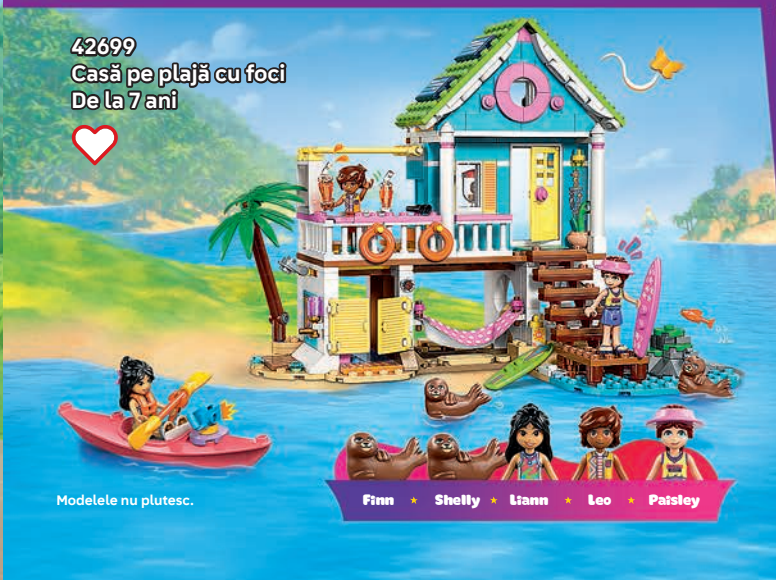 42699
Casă pe plajă cu foci
De la 7 ani
Modelele nu plutesc.
Finn ★ Shelly ★ Liann ★ Leo ★ Paisley